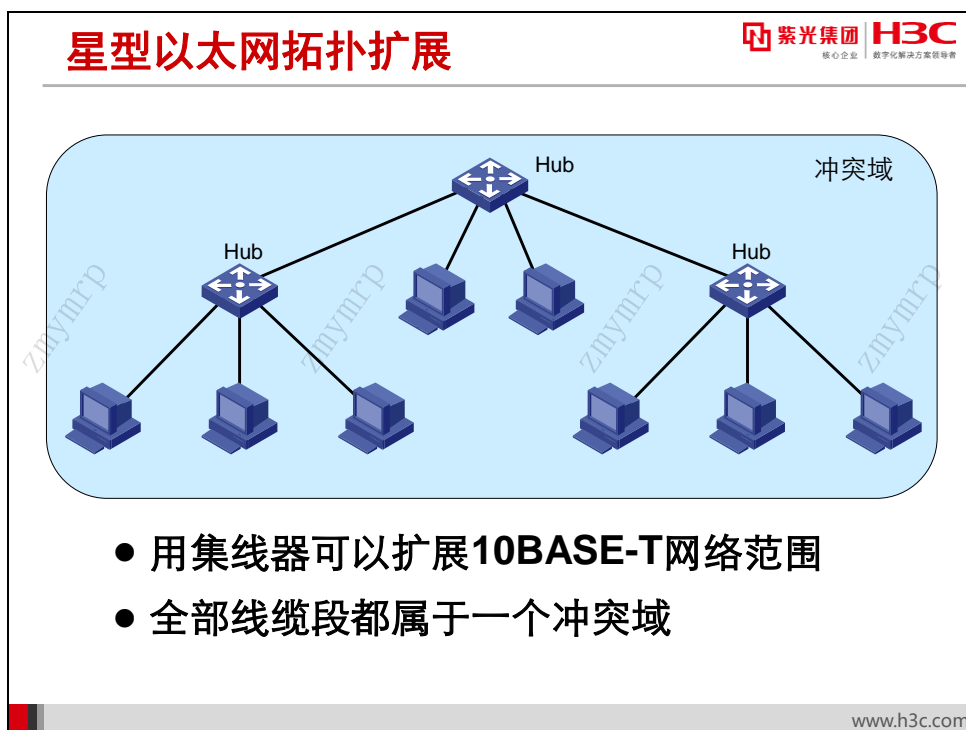 星型以太网拓扑扩展
紫光集团
核心企业
H3C
数字化解决方案领导者
Hub
冲突域
Hub
Hub
zmymrp
zmymrp
zmymrp
zmymrp
● 用集线器可以扩展10BASE-T网络范围
● 全部线缆段都属于一个冲突域
www.h3c.com